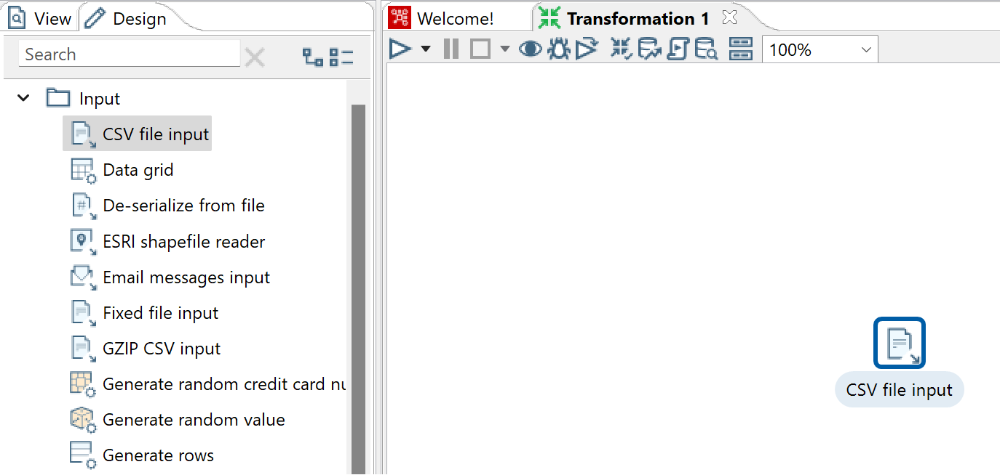 View
Design
Welcome!
Transformation 1
Search
100%
Input
CSV file input
Data grid
De-serialize from file
ESRI shapefile reader
Email messages input
Fixed file input
GZIP CSV input
Generate random credit card nu
Generate random value
Generate rows
CSV file input